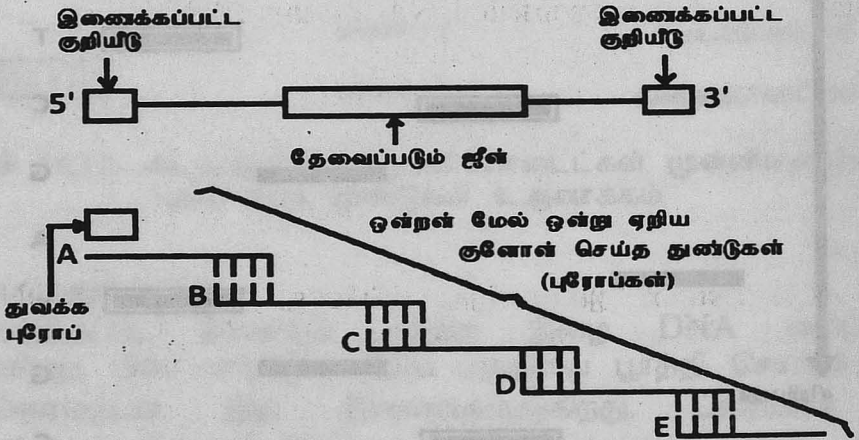 இணைக்கப்பட்ட
குறியீடு
இணைக்கப்பட்ட
குறியீடு
5'
3'
தேவைப்படும் ஜீன்
ஒன்றன் மேல் ஒன்று ஏறிய
குளோன் செய்த துண்டுகள்
(புரோப்கள்)
A
B
துவக்க
புரோப்
C
D
E